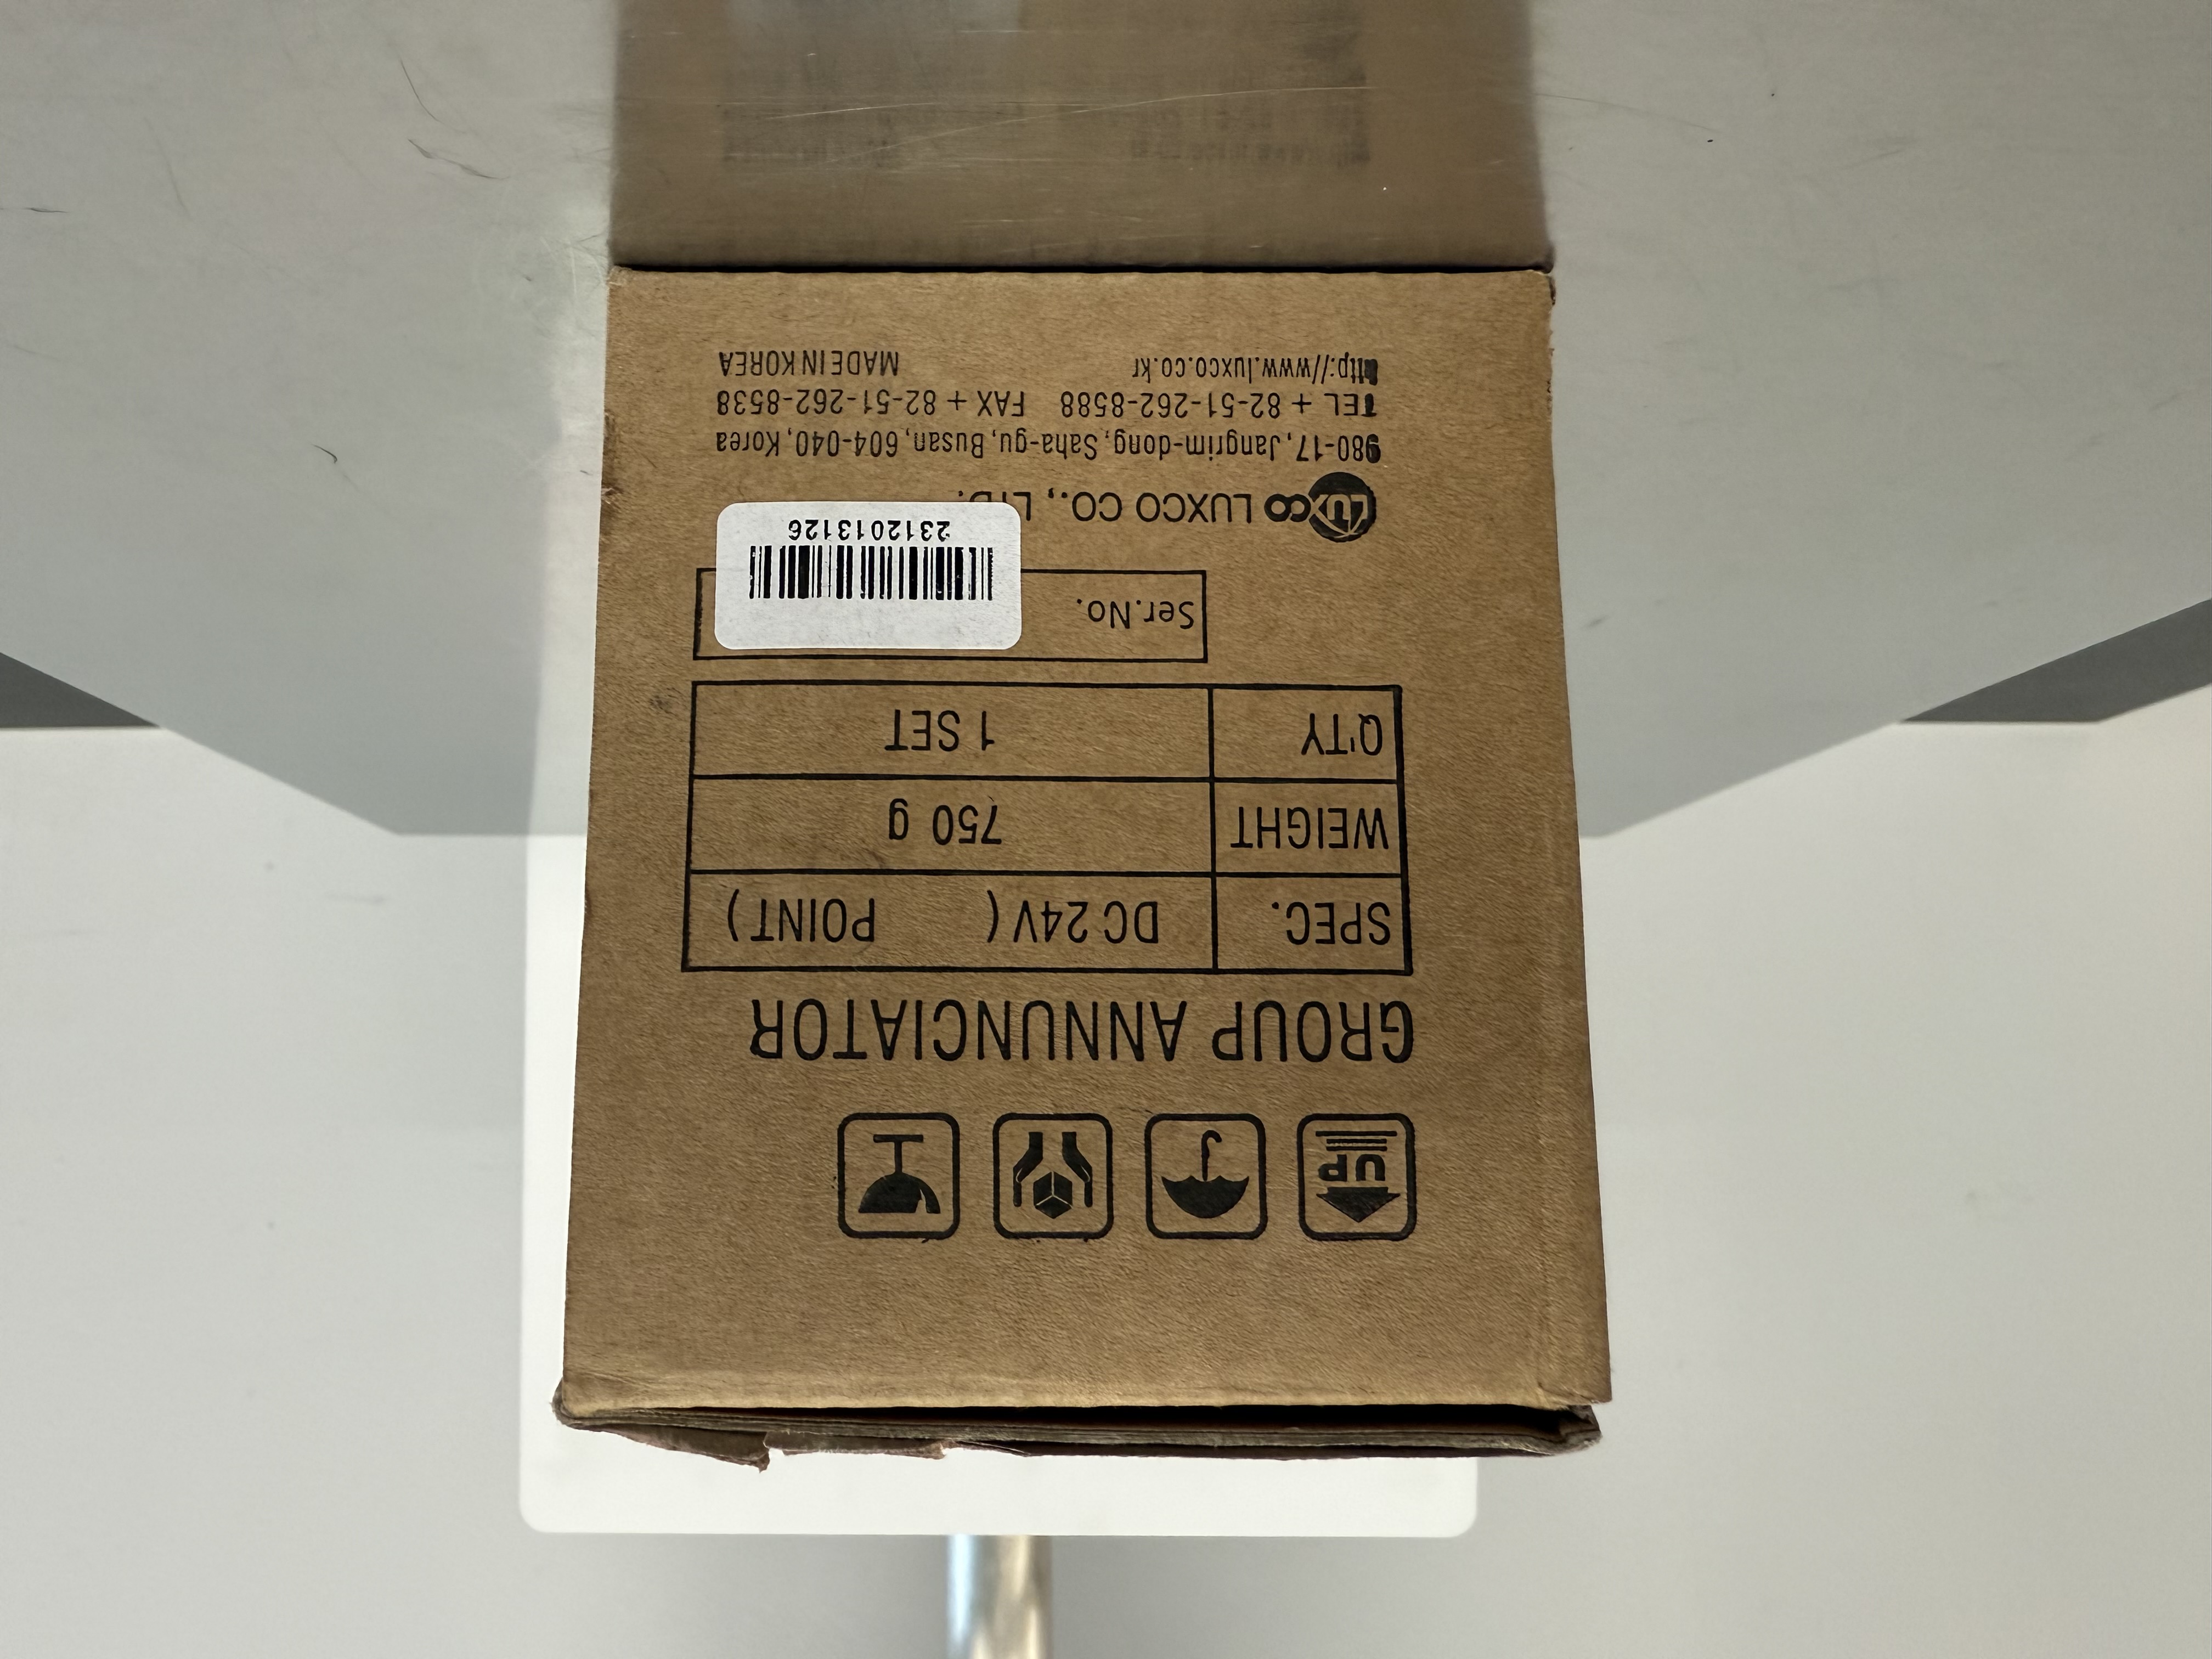 UP
GROUP ANNUNCIATOR
SPEC. DC 24V ( POINT )
WEIGHT 750 g
Q'TY 1 SET
Ser.No.
2312013126
LUXCO LUXCO CO., LTD.
980-17, Jangrim-dong, Saha-gu, Busan, 604-040, Korea
TEL + 82-51-262-8588 FAX + 82-51-262-8538
http://www.luxco.co.kr MADE IN KOREA